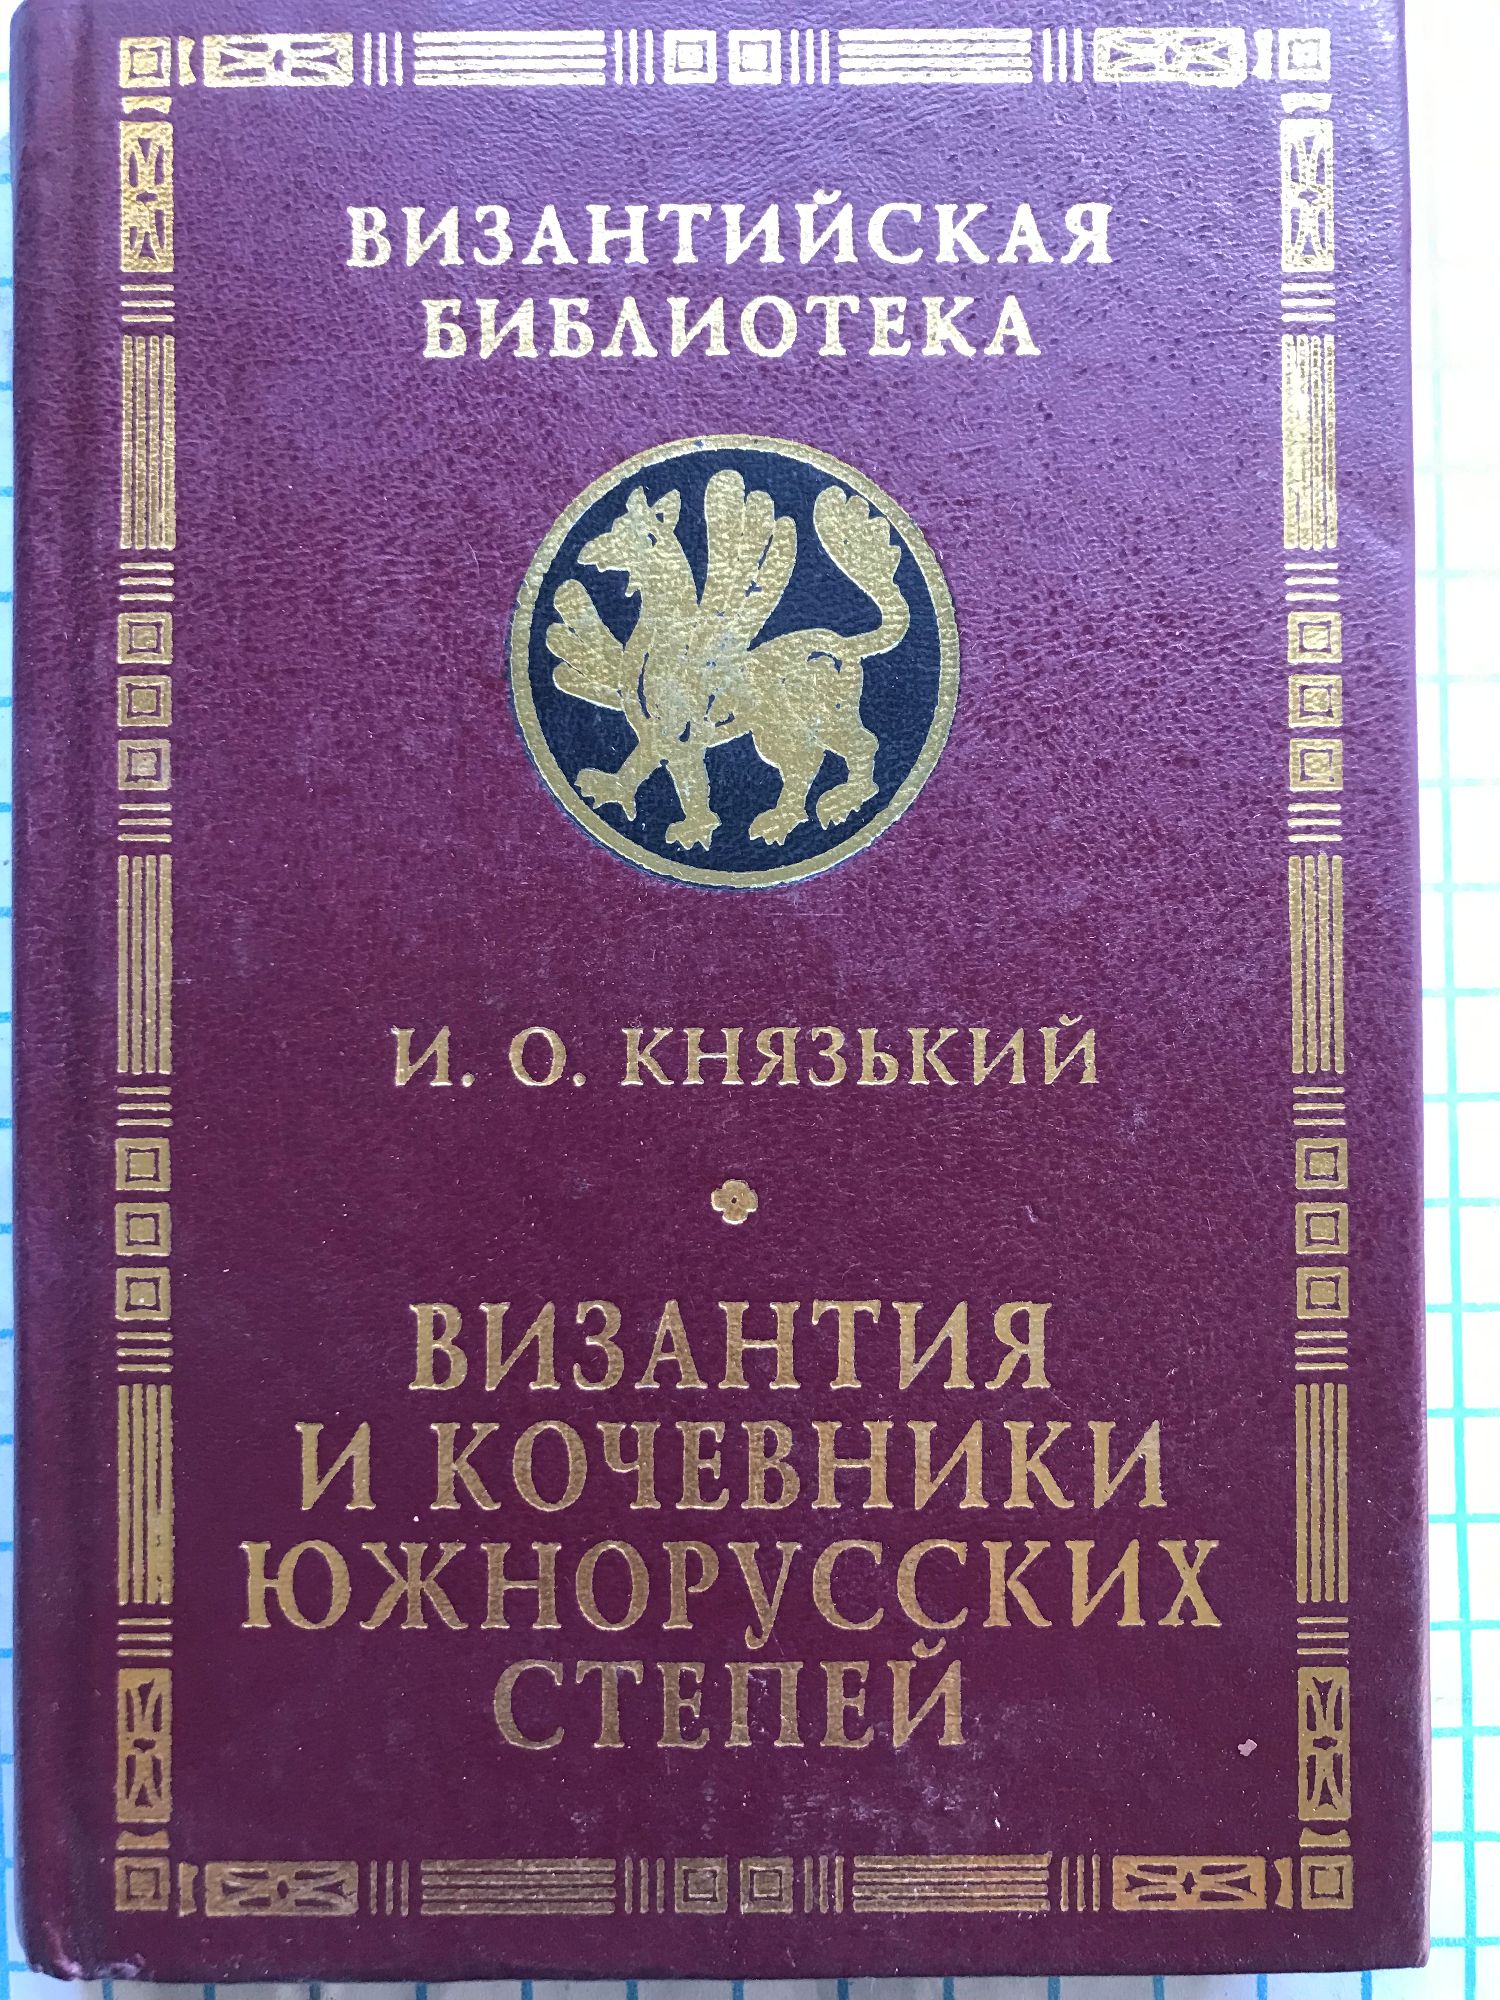 ВИЗАНТИЙСКАЯ
БИБЛИОТЕКА
И. О. КНЯЗЬКИЙ
ВИЗАНТИЯ
И КОЧЕВНИКИ
ЮЖНОРУССКИХ
СТЕПЕЙ